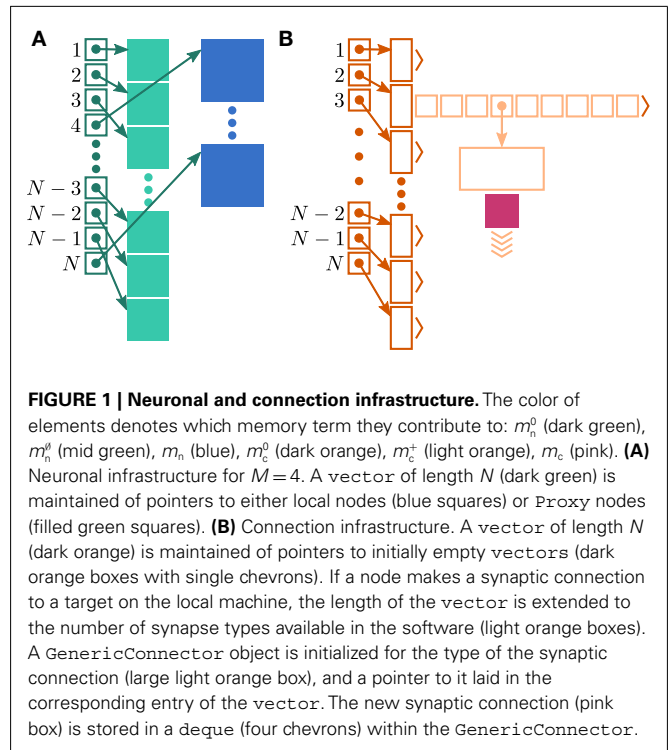 A
B
1
2
3
4
N − 3
N − 2
N − 1
N
1
2
3
N − 2
N − 1
N
FIGURE 1 | Neuronal and connection infrastructure. The color of
elements denotes which memory term they contribute to: m_n^0 (dark green),
m_n^∅ (mid green), m_n (blue), m_c^0 (dark orange), m_c^+ (light orange), m_c (pink). (A)
Neuronal infrastructure for M = 4. A vector of length N (dark green) is
maintained of pointers to either local nodes (blue squares) or Proxy nodes
(filled green squares). (B) Connection infrastructure. A vector of length N
(dark orange) is maintained of pointers to initially empty vectors (dark
orange boxes with single chevrons). If a node makes a synaptic connection
to a target on the local machine, the length of the vector is extended to
the number of synapse types available in the software (light orange boxes).
A GenericConnector object is initialized for the type of the synaptic
connection (large light orange box), and a pointer to it laid in the
corresponding entry of the vector. The new synaptic connection (pink
box) is stored in a deque (four chevrons) within the GenericConnector.